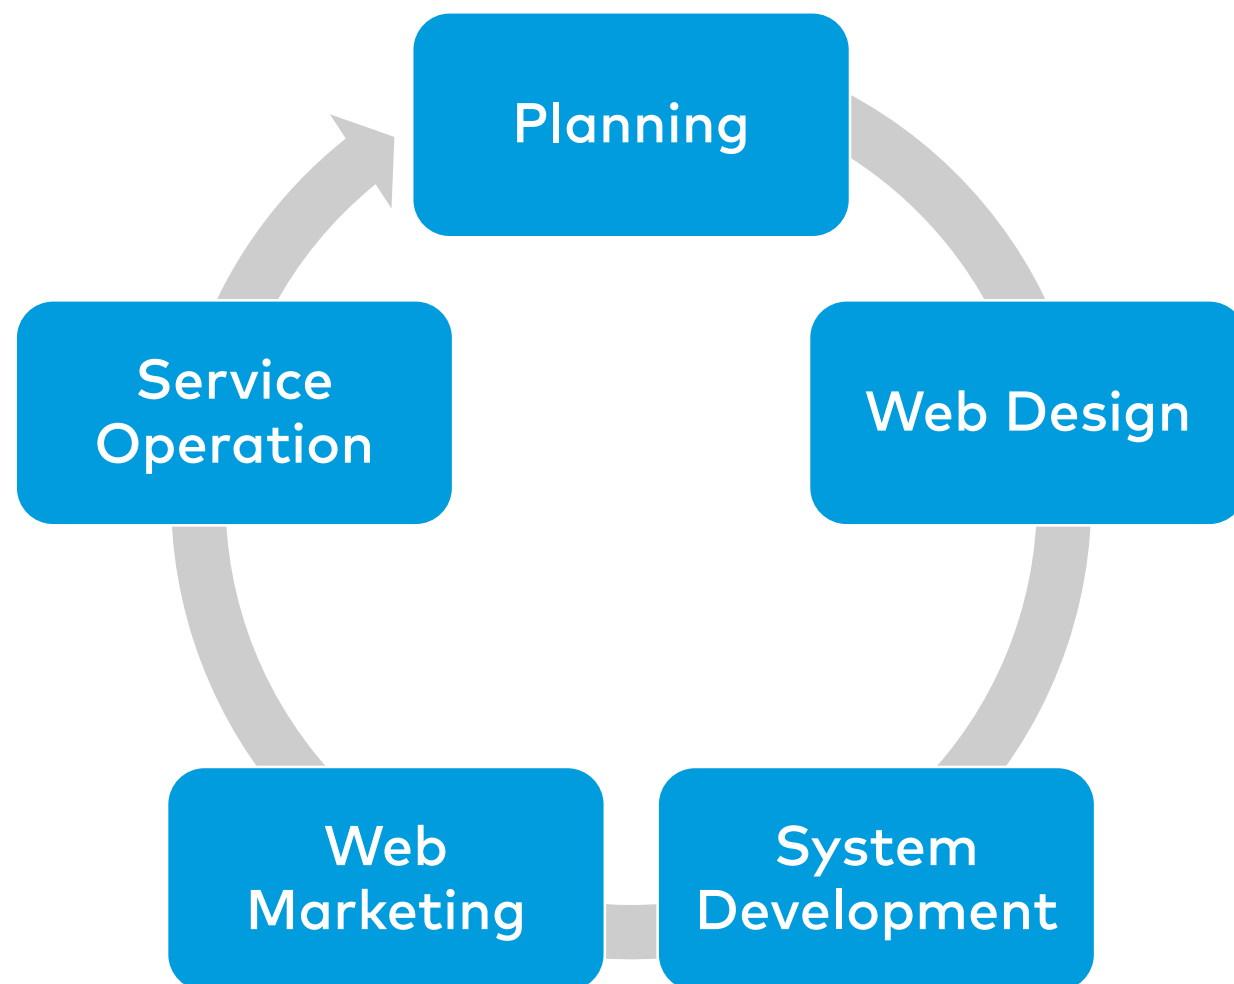 Planning
Web Design
System
Development
Web
Marketing
Service
Operation